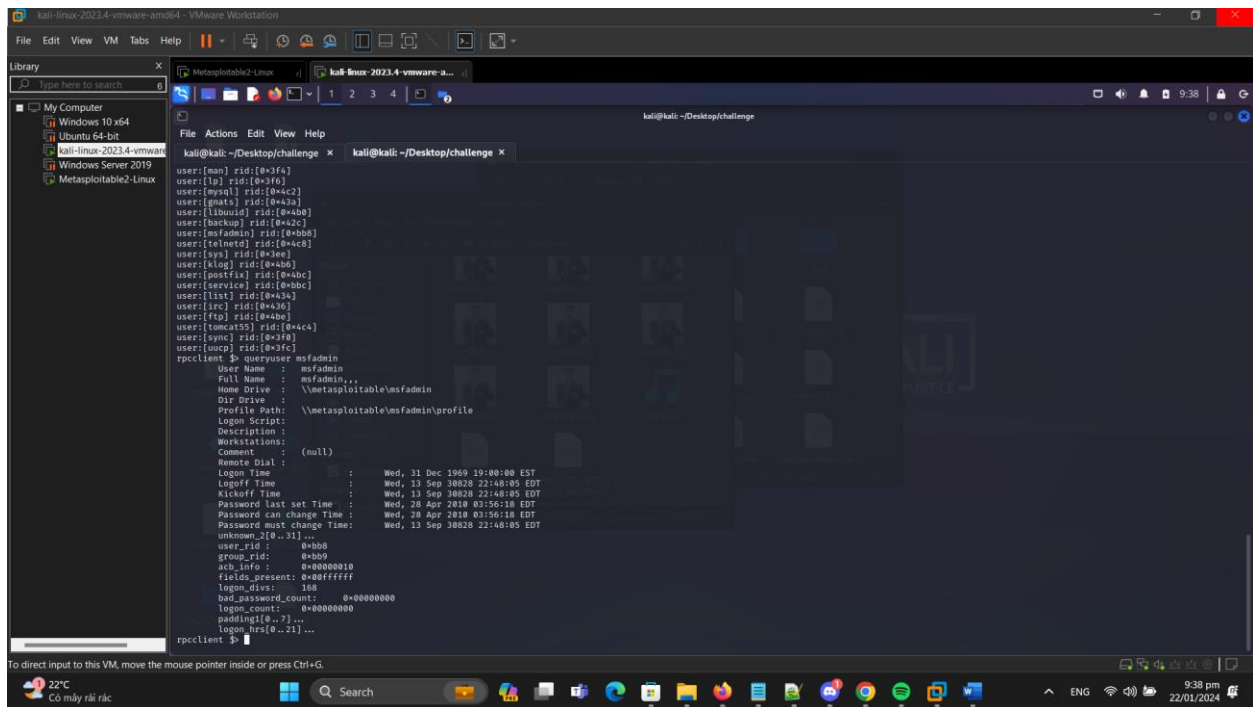 kali-linux-2023.4-vmware-amd64 - VMware Workstation
File Edit View VM Tabs Help
Library
Type here to search
My Computer
Windows 10 x64
Ubuntu 64-bit
kali-linux-2023.4-vmware
Windows Server 2019
Metasploitable2-Linux
Metasploitable2-Linux
kali-linux-2023.4-vmware-a...
1 2 3 4
9:38
kali@kali: ~/Desktop/challenge
File Actions Edit View Help
kali@kali: ~/Desktop/challenge ×
kali@kali: ~/Desktop/challenge ×
user:[man] rid:[0×3f4]
user:[lp] rid:[0×3f6]
user:[mysql] rid:[0×4c2]
user:[gnats] rid:[0×43a]
user:[libuuid] rid:[0×4b0]
user:[backup] rid:[0×42c]
user:[msfadmin] rid:[0×bb8]
user:[telnetd] rid:[0×4c8]
user:[sys] rid:[0×3ee]
user:[klog] rid:[0×4b6]
user:[postfix] rid:[0×4bc]
user:[service] rid:[0×bbc]
user:[list] rid:[0×434]
user:[irc] rid:[0×436]
user:[ftp] rid:[0×4be]
user:[tomcat55] rid:[0×4c4]
user:[sync] rid:[0×3f0]
user:[uucp] rid:[0×3fc]
rpcclient $> queryuser msfadmin
User Name : msfadmin
Full Name : msfadmin,,,
Home Drive : \\metasploitable\msfadmin
Dir Drive :
Profile Path: \\metasploitable\msfadmin\profile
Logon Script:
Description :
Workstations:
Comment : (null)
Remote Dial :
Logon Time : Wed, 31 Dec 1969 19:00:00 EST
Logoff Time : Wed, 13 Sep 30828 22:48:05 EDT
Kickoff Time : Wed, 13 Sep 30828 22:48:05 EDT
Password last set Time : Wed, 28 Apr 2010 03:56:18 EDT
Password can change Time : Wed, 28 Apr 2010 03:56:18 EDT
Password must change Time: Wed, 13 Sep 30828 22:48:05 EDT
unknown_2[0..31]...
user_rid : 0×bb8
group_rid: 0×bb9
acb_info : 0×00000010
fields_present: 0×00ffffff
logon_divs: 168
bad_password_count: 0×00000000
logon_count: 0×00000000
padding1[0..7]...
logon_hrs[0..21]...
rpcclient $>
To direct input to this VM, move the mouse pointer inside or press Ctrl+G.
22°C
Có mây rải rác
Search
ENG
9:38 pm
22/01/2024